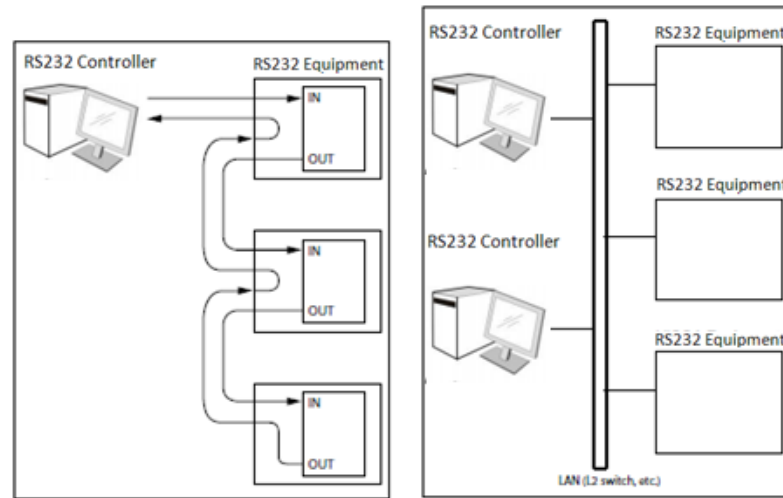 RS232 Controller
RS232 Equipment
IN
OUT
IN
OUT
IN
OUT
RS232 Controller
RS232 Equipment
RS232 Equipment
RS232 Controller
RS232 Equipment
LAN (L2 switch, etc.)